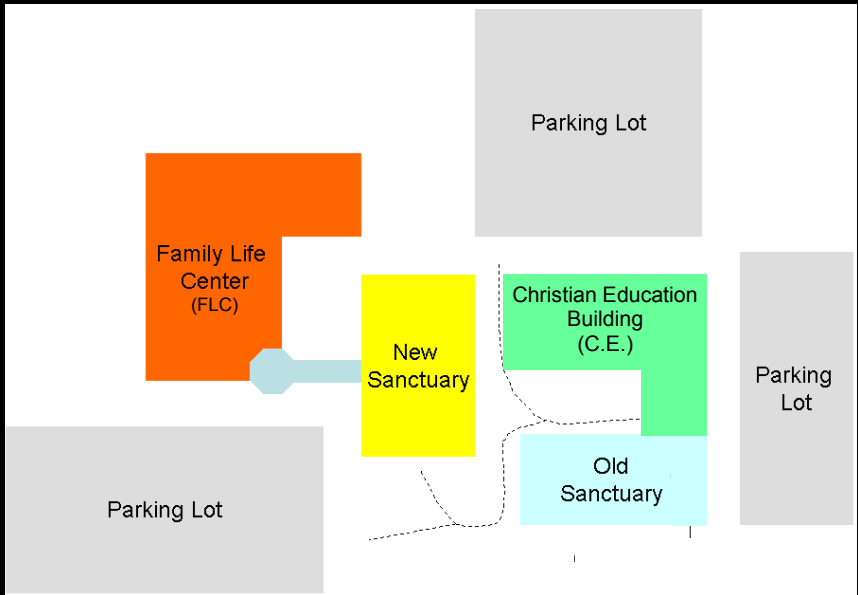 Parking Lot
Family Life
Center
(FLC)
Christian Education
Building
(C.E.)
New
Sanctuary
Parking
Lot
Old
Sanctuary
Parking Lot